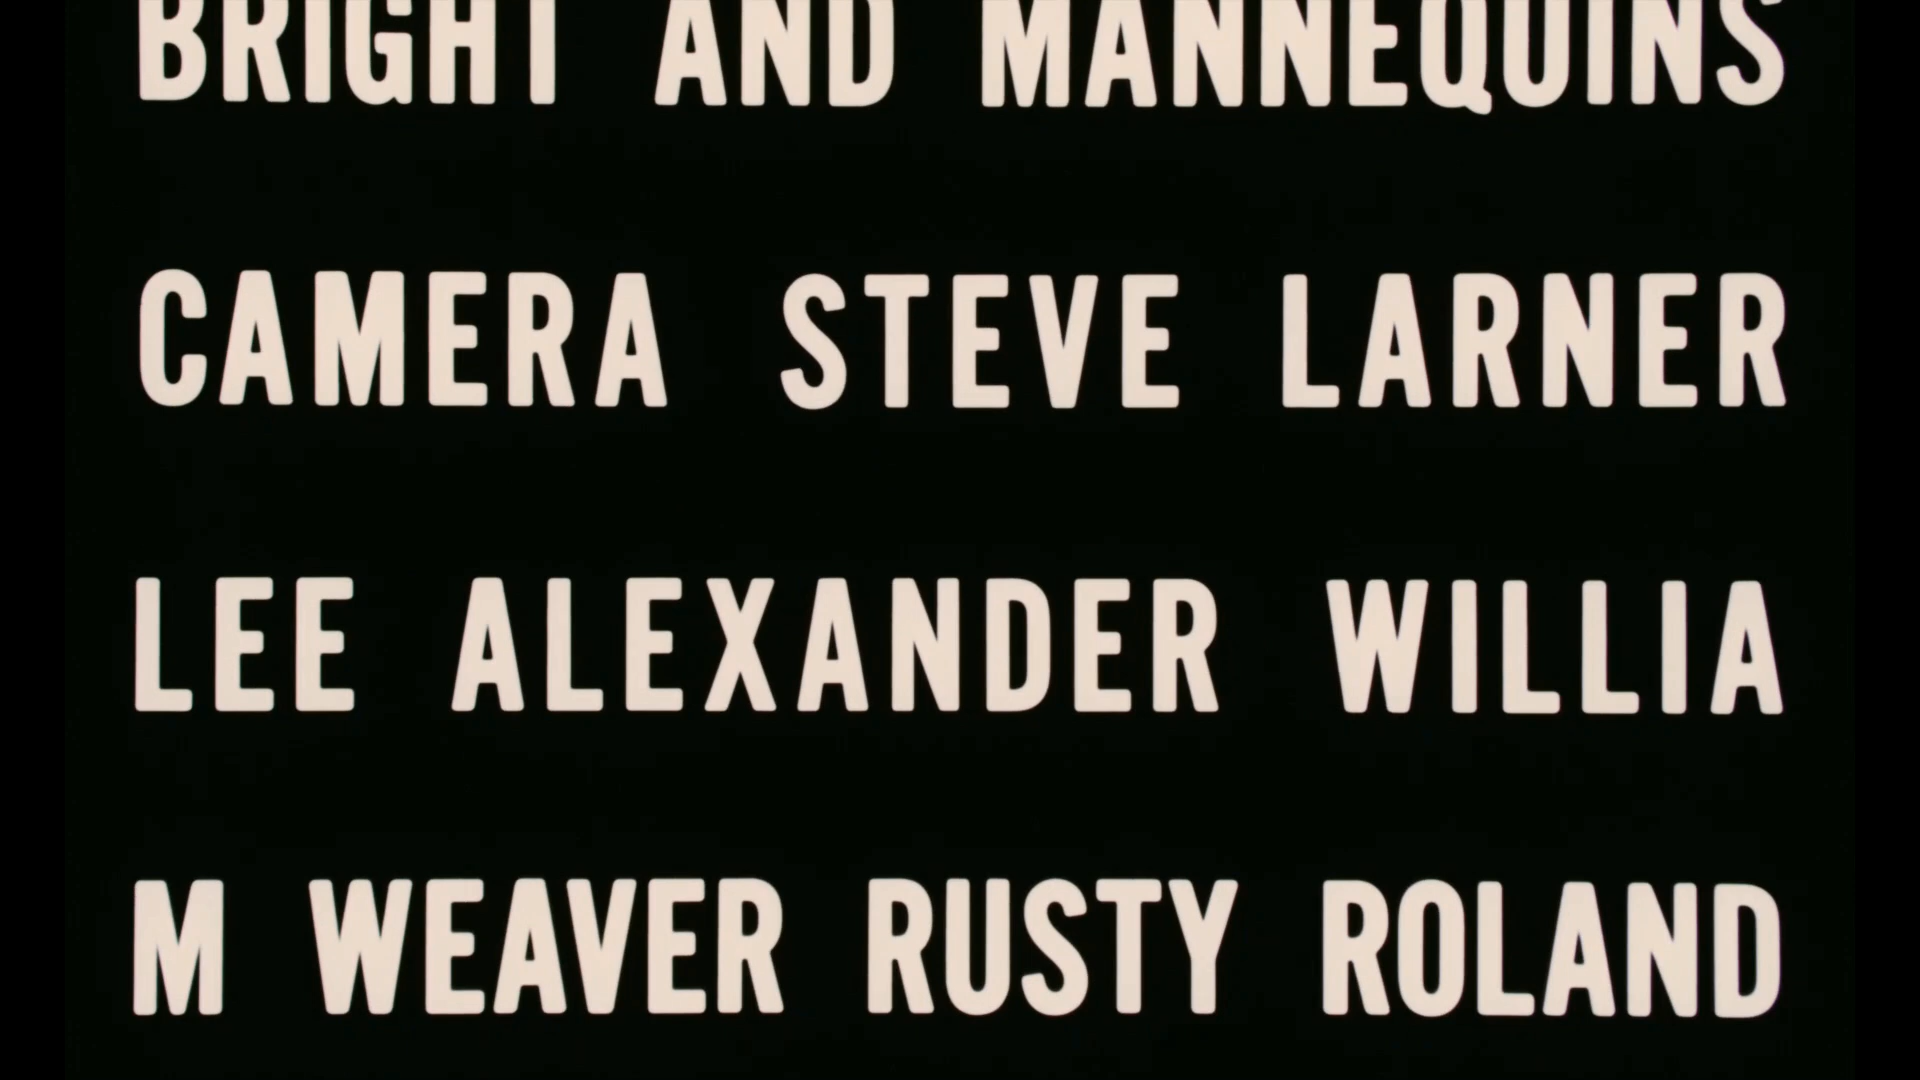 BRIGHT AND MANNEQUINS
CAMERA STEVE LARNER
LEE ALEXANDER WILLIA
M WEAVER RUSTY ROLAND